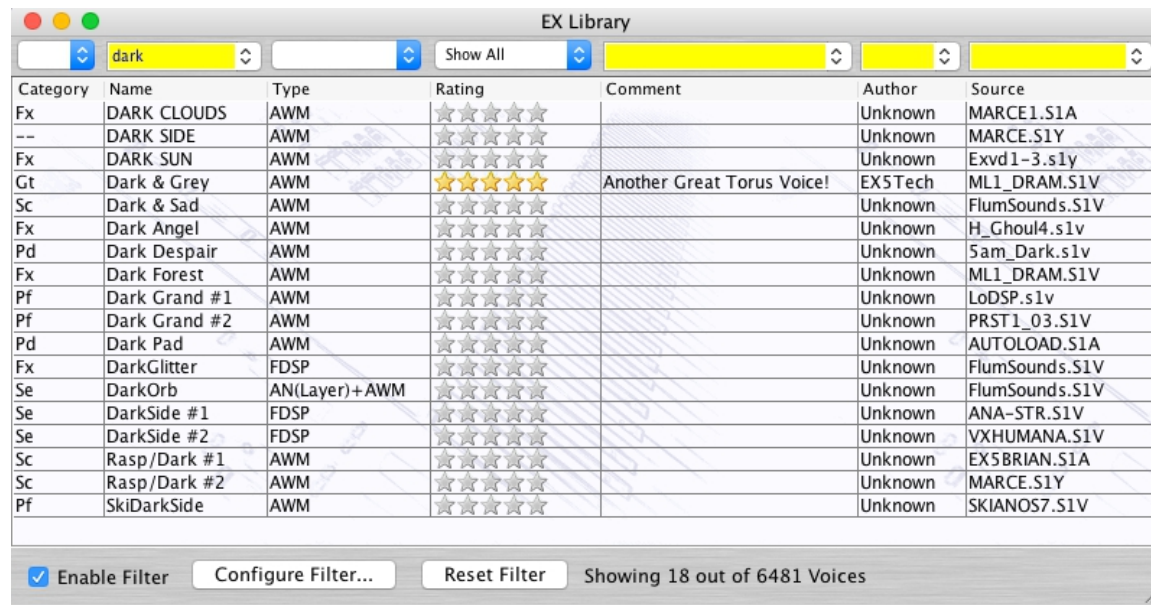 EX Library
dark Show All
Category Name Type Rating Comment Author Source
Fx DARK CLOUDS AWM Unknown MARCE1.S1A
-- DARK SIDE AWM Unknown MARCE.S1Y
Fx DARK SUN AWM Unknown Exvd1-3.s1y
Gt Dark & Grey AWM Another Great Torus Voice! EX5Tech ML1_DRAM.S1V
Sc Dark & Sad AWM Unknown FlumSounds.S1V
Fx Dark Angel AWM Unknown H_Ghoul4.s1v
Pd Dark Despair AWM Unknown 5am_Dark.s1v
Fx Dark Forest AWM Unknown ML1_DRAM.S1V
Pf Dark Grand #1 AWM Unknown LoDSP.s1v
Pf Dark Grand #2 AWM Unknown PRST1_03.S1V
Pd Dark Pad AWM Unknown AUTOLOAD.S1A
Fx DarkGlitter FDSP Unknown FlumSounds.S1V
Se DarkOrb AN(Layer)+AWM Unknown FlumSounds.S1V
Se DarkSide #1 FDSP Unknown ANA-STR.S1V
Se DarkSide #2 FDSP Unknown VXHUMANA.S1V
Sc Rasp/Dark #1 AWM Unknown EX5BRIAN.S1A
Sc Rasp/Dark #2 AWM Unknown MARCE.S1Y
Pf SkiDarkSide AWM Unknown SKIANOS7.S1V
Enable Filter Configure Filter... Reset Filter Showing 18 out of 6481 Voices